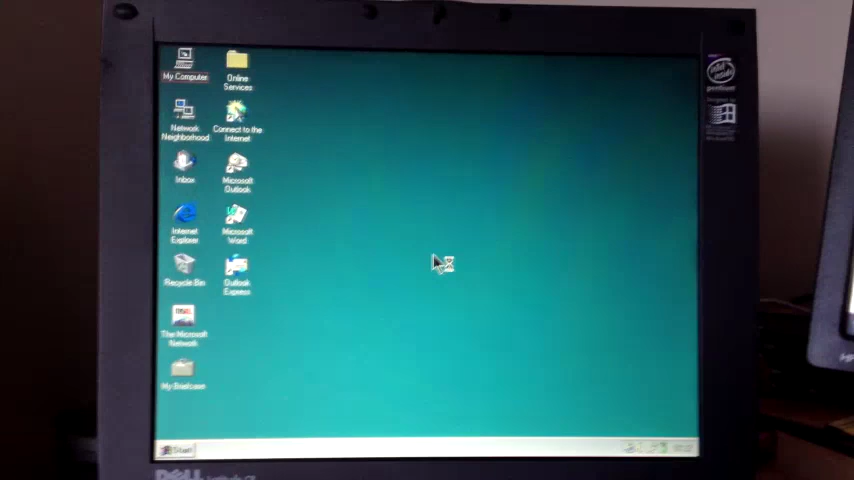 My Computer
Online
Services
Network
Neighborhood
Connect to the
Internet
Inbox
Microsoft
Outlook
Internet
Explorer
Microsoft
Word
Recycle Bin
Outlook
Express
The Microsoft
Network
My Briefcase
Start
DELL
intel
inside
pentium